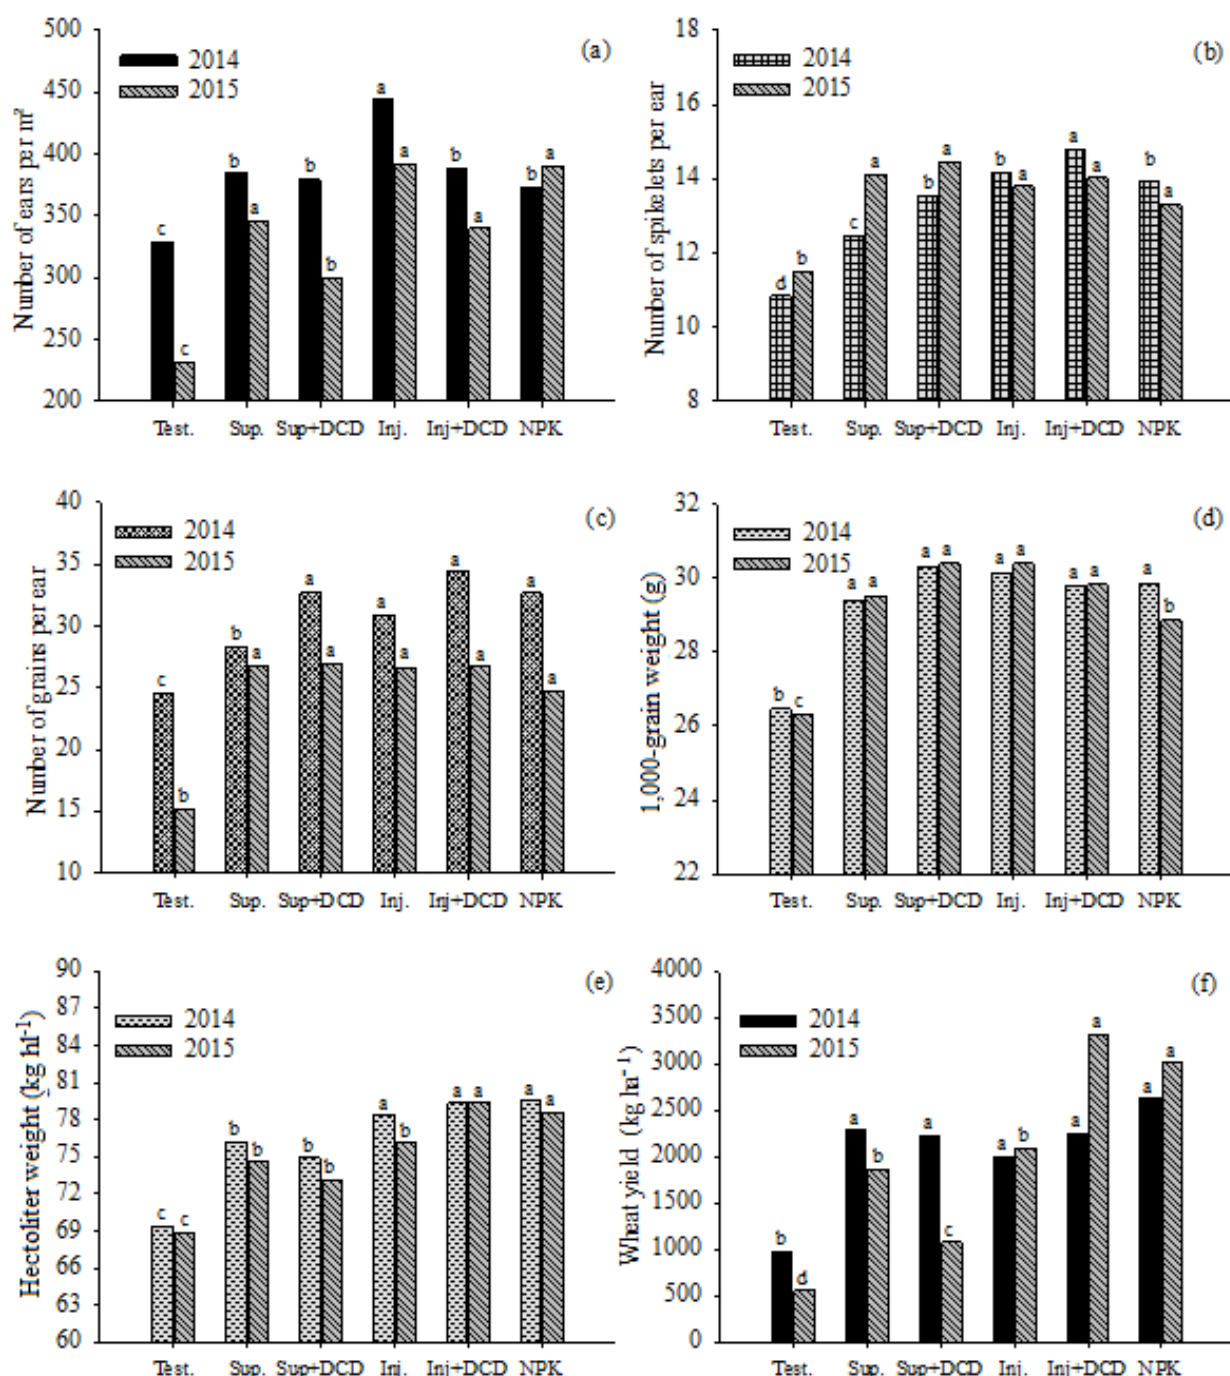 500
450
400
350
300
250
200
Number of ears per m²
2014
2015
(a)
c
c
b
a
b
b
a
a
b
a
b
a
Test. Sup. Sup+DCD Inj. Inj+DCD NPK
18
16
14
12
10
8
Number of spikelets per ear
2014
2015
(b)
d
b
c
a
b
a
b
a
a
a
b
a
Test. Sup. Sup+DCD Inj. Inj+DCD NPK
40
35
30
25
20
15
10
Number of grains per ear
2014
2015
(c)
c
b
b
a
a
a
a
a
a
a
a
a
Test. Sup. Sup+DCD Inj. Inj+DCD NPK
32
30
28
26
24
22
1,000-grain weight (g)
2014
2015
(d)
b
c
a
a
a
a
a
a
a
a
a
b
Test. Sup. Sup+DCD Inj. Inj+DCD NPK
90
87
84
81
78
75
72
69
66
63
60
Hectoliter weight (kg hl⁻¹)
2014
2015
(e)
c
c
b
b
b
b
a
b
a
a
a
a
Test. Sup. Sup+DCD Inj. Inj+DCD NPK
4000
3500
3000
2500
2000
1500
1000
500
0
Wheat yield (kg ha⁻¹)
2014
2015
(f)
b
d
a
b
a
c
a
b
a
a
a
a
Test. Sup. Sup+DCD Inj. Inj+DCD NPK